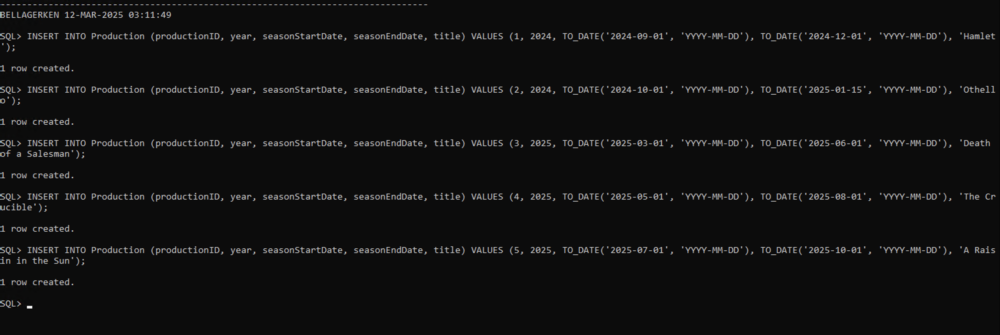 --------------------------------------------------------------------------------
BELLAGERKEN 12-MAR-2025 03:11:49
SQL> INSERT INTO Production (productionID, year, seasonStartDate, seasonEndDate, title) VALUES (1, 2024, TO_DATE('2024-09-01', 'YYYY-MM-DD'), TO_DATE('2024-12-01', 'YYYY-MM-DD'), 'Hamlet
');
1 row created.
SQL> INSERT INTO Production (productionID, year, seasonStartDate, seasonEndDate, title) VALUES (2, 2024, TO_DATE('2024-10-01', 'YYYY-MM-DD'), TO_DATE('2025-01-15', 'YYYY-MM-DD'), 'Othell
o');
1 row created.
SQL> INSERT INTO Production (productionID, year, seasonStartDate, seasonEndDate, title) VALUES (3, 2025, TO_DATE('2025-03-01', 'YYYY-MM-DD'), TO_DATE('2025-06-01', 'YYYY-MM-DD'), 'Death
of a Salesman');
1 row created.
SQL> INSERT INTO Production (productionID, year, seasonStartDate, seasonEndDate, title) VALUES (4, 2025, TO_DATE('2025-05-01', 'YYYY-MM-DD'), TO_DATE('2025-08-01', 'YYYY-MM-DD'), 'The Cr
ucible');
1 row created.
SQL> INSERT INTO Production (productionID, year, seasonStartDate, seasonEndDate, title) VALUES (5, 2025, TO_DATE('2025-07-01', 'YYYY-MM-DD'), TO_DATE('2025-10-01', 'YYYY-MM-DD'), 'A Rais
in in the Sun');
1 row created.
SQL> _